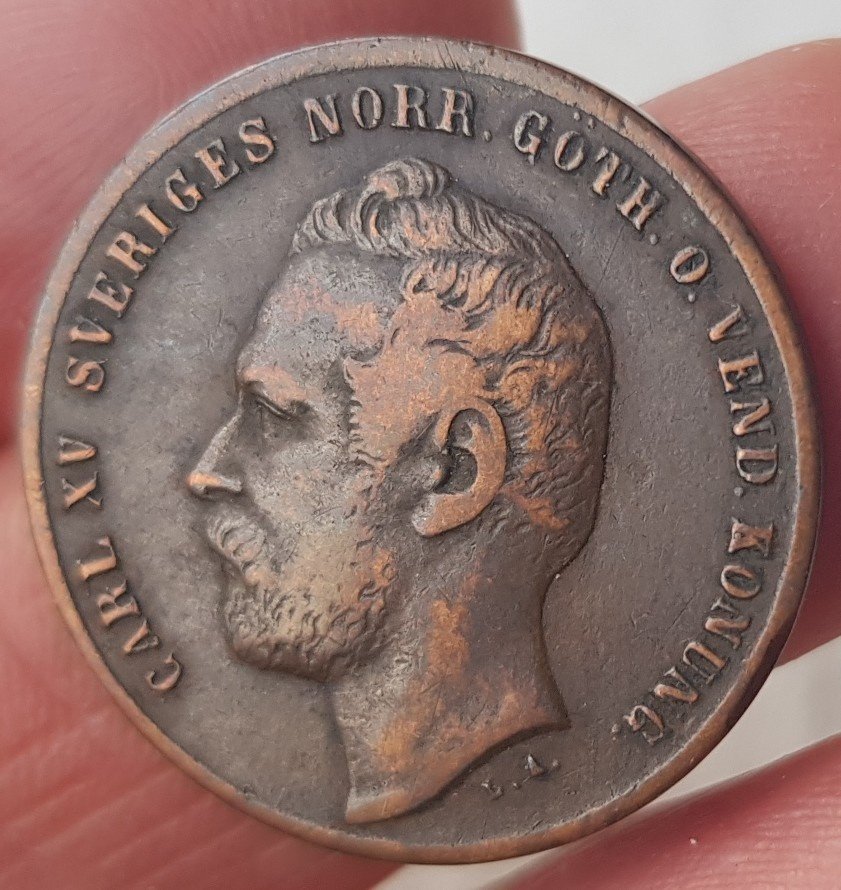 CARL XV SVERIGES NORR. GÖTH. O. VEND. KONUNG.
L. A.